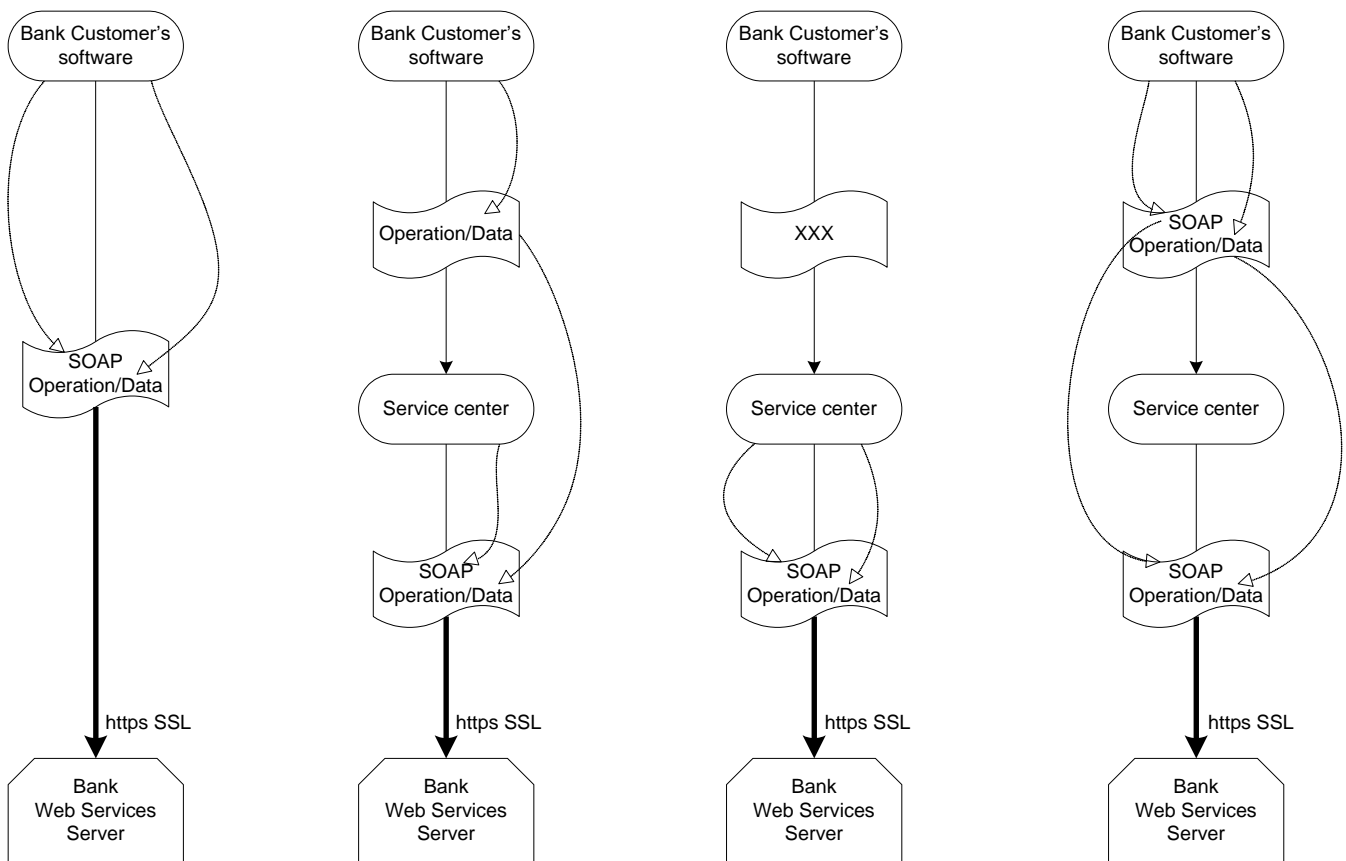 Bank Customer's
software
SOAP
Operation/Data
https SSL
Bank
Web Services
Server
Bank Customer's
software
Operation/Data
Service center
SOAP
Operation/Data
https SSL
Bank
Web Services
Server
Bank Customer's
software
XXX
Service center
SOAP
Operation/Data
https SSL
Bank
Web Services
Server
Bank Customer's
software
SOAP
Operation/Data
Service center
SOAP
Operation/Data
https SSL
Bank
Web Services
Server